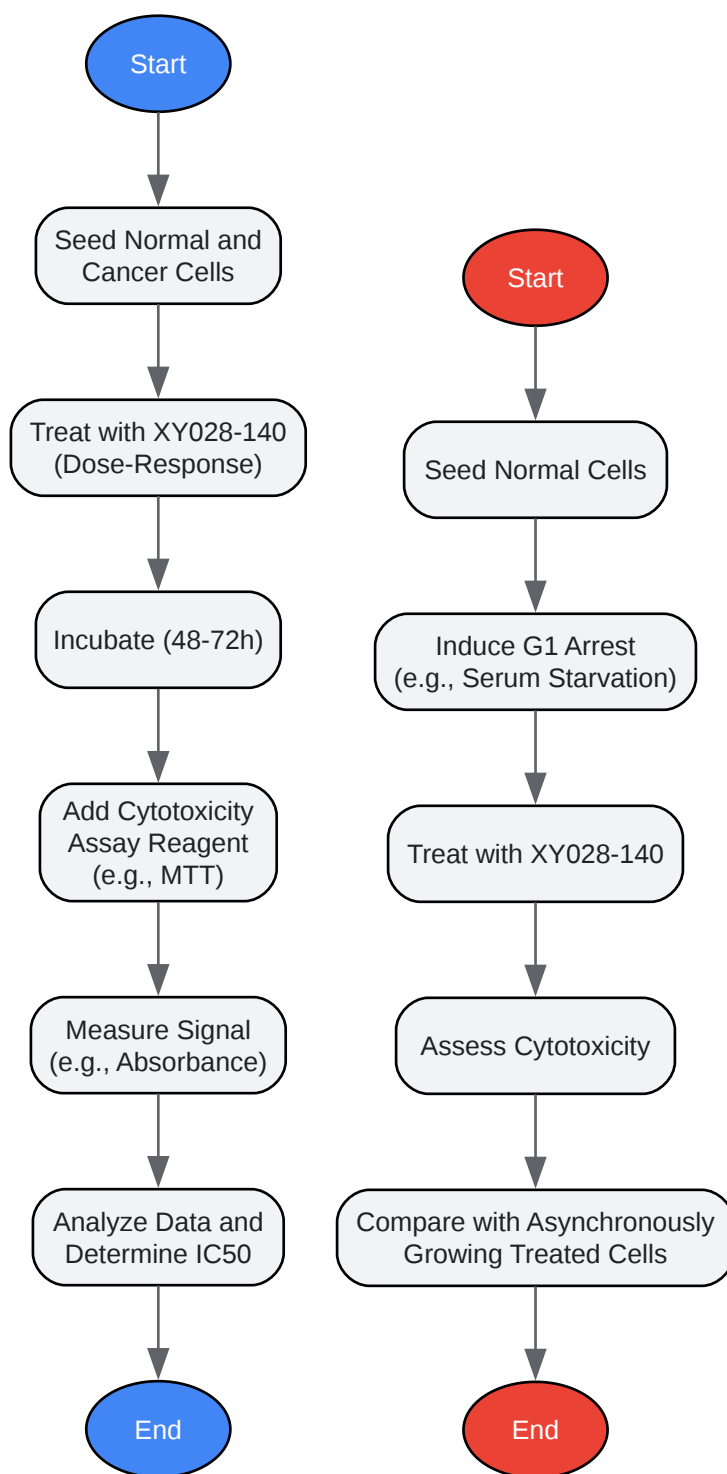 Start
Seed Normal and
Cancer Cells
Treat with XY028-140
(Dose-Response)
Incubate (48-72h)
Add Cytotoxicity
Assay Reagent
(e.g., MTT)
Measure Signal
(e.g., Absorbance)
Analyze Data and
Determine IC50
End
Start
Seed Normal Cells
Induce G1 Arrest
(e.g., Serum Starvation)
Treat with XY028-140
Assess Cytotoxicity
Compare with Asynchronously
Growing Treated Cells
End